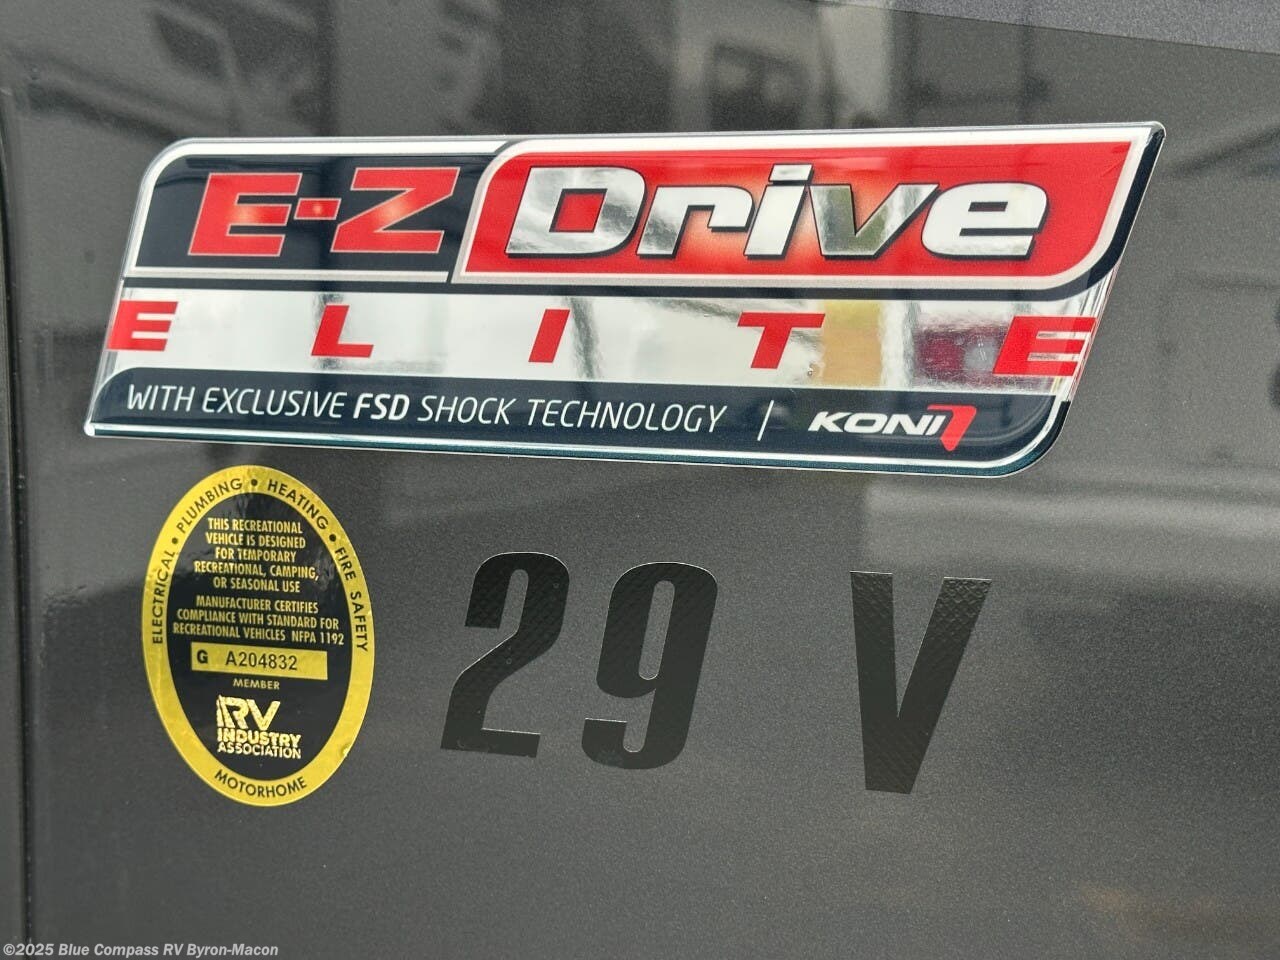 E-Z Drive
ELITE
WITH EXCLUSIVE FSD SHOCK TECHNOLOGY | KONI
ELECTRICAL • PLUMBING • HEATING • FIRE SAFETY
THIS RECREATIONAL
VEHICLE IS DESIGNED
FOR TEMPORARY
RECREATIONAL, CAMPING,
OR SEASONAL USE
MANUFACTURER CERTIFIES
COMPLIANCE WITH STANDARD FOR
RECREATIONAL VEHICLES NFPA 1192
G A204832
MEMBER
RV
INDUSTRY
ASSOCIATION
MOTORHOME
29 V
©2025 Blue Compass RV Byron-Macon